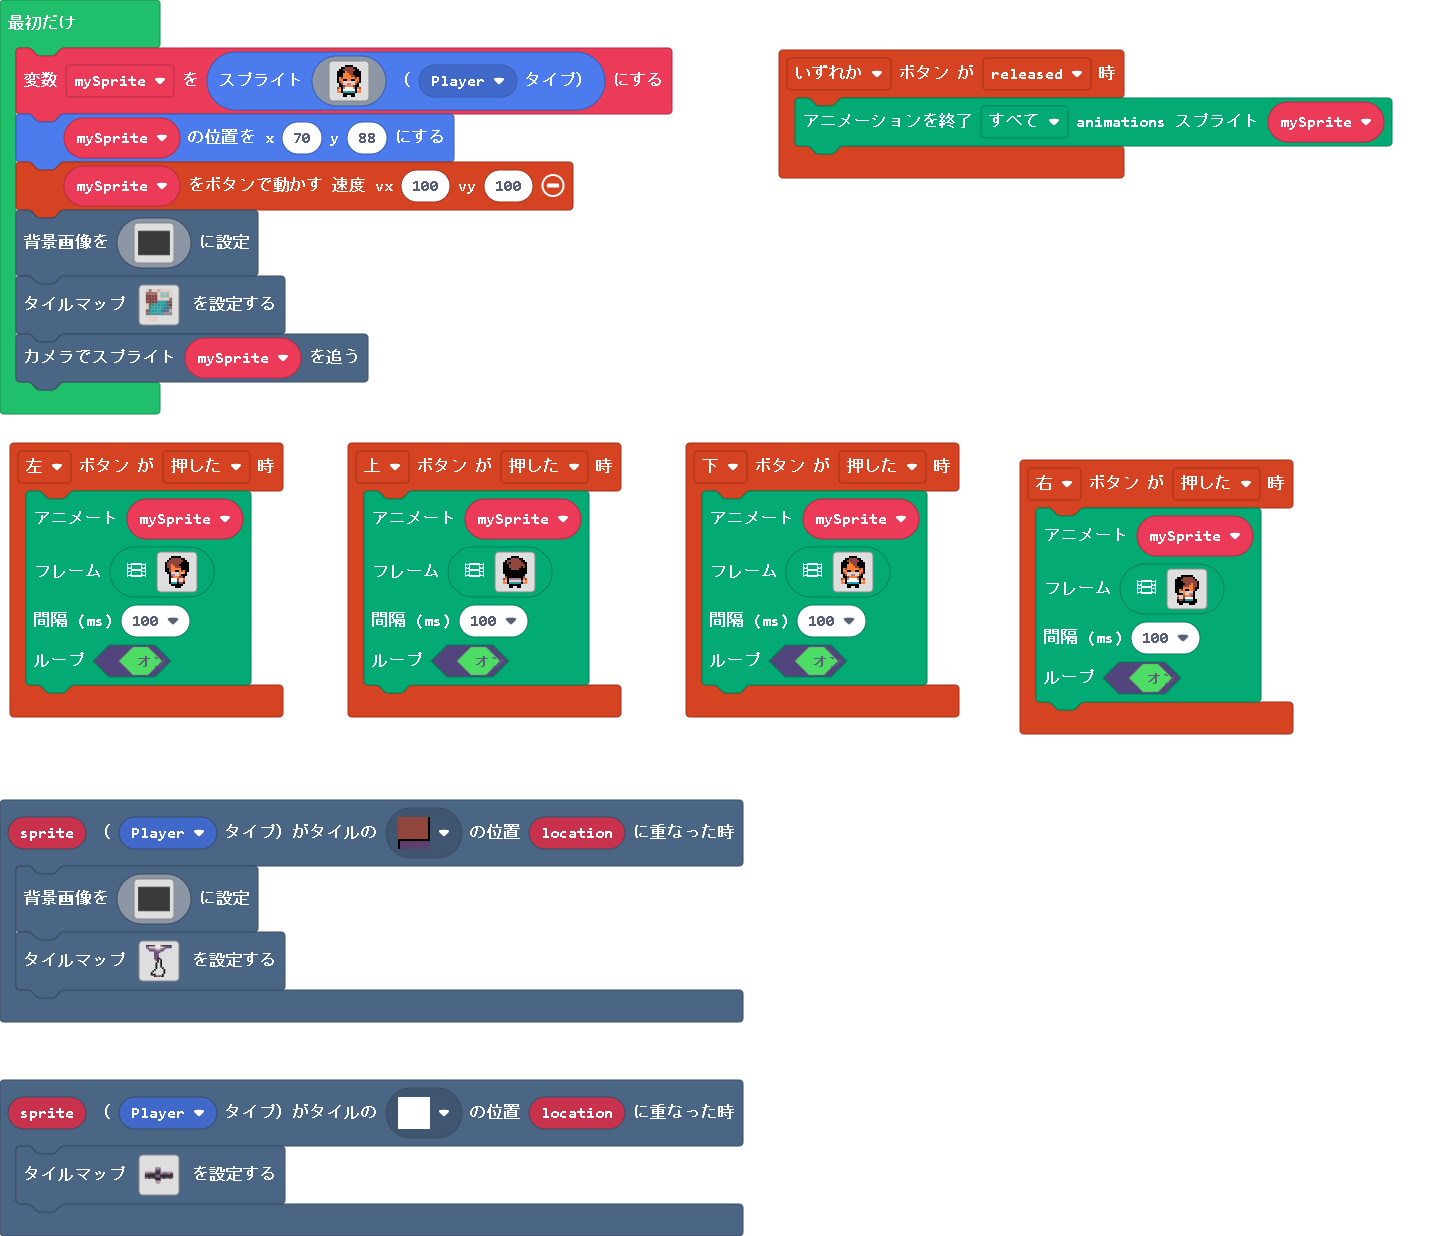 最初だけ
変数 mySprite を スプライト ( Player タイプ) にする
mySprite の位置を x 70 y 88 にする
mySprite をボタンで動かす 速度 vx 100 vy 100
背景画像を に設定
タイルマップ を設定する
カメラでスプライト mySprite を追う
いずれか ボタン が released 時
アニメーションを終了 すべて animations スプライト mySprite
左 ボタン が 押した 時
アニメート mySprite
フレーム
間隔 (ms) 100
ループ オ
上 ボタン が 押した 時
アニメート mySprite
フレーム
間隔 (ms) 100
ループ オ
下 ボタン が 押した 時
アニメート mySprite
フレーム
間隔 (ms) 100
ループ オ
右 ボタン が 押した 時
アニメート mySprite
フレーム
間隔 (ms) 100
ループ オ
sprite ( Player タイプ) がタイルの の位置 location に重なった時
背景画像を に設定
タイルマップ を設定する
sprite ( Player タイプ) がタイルの の位置 location に重なった時
タイルマップ を設定する